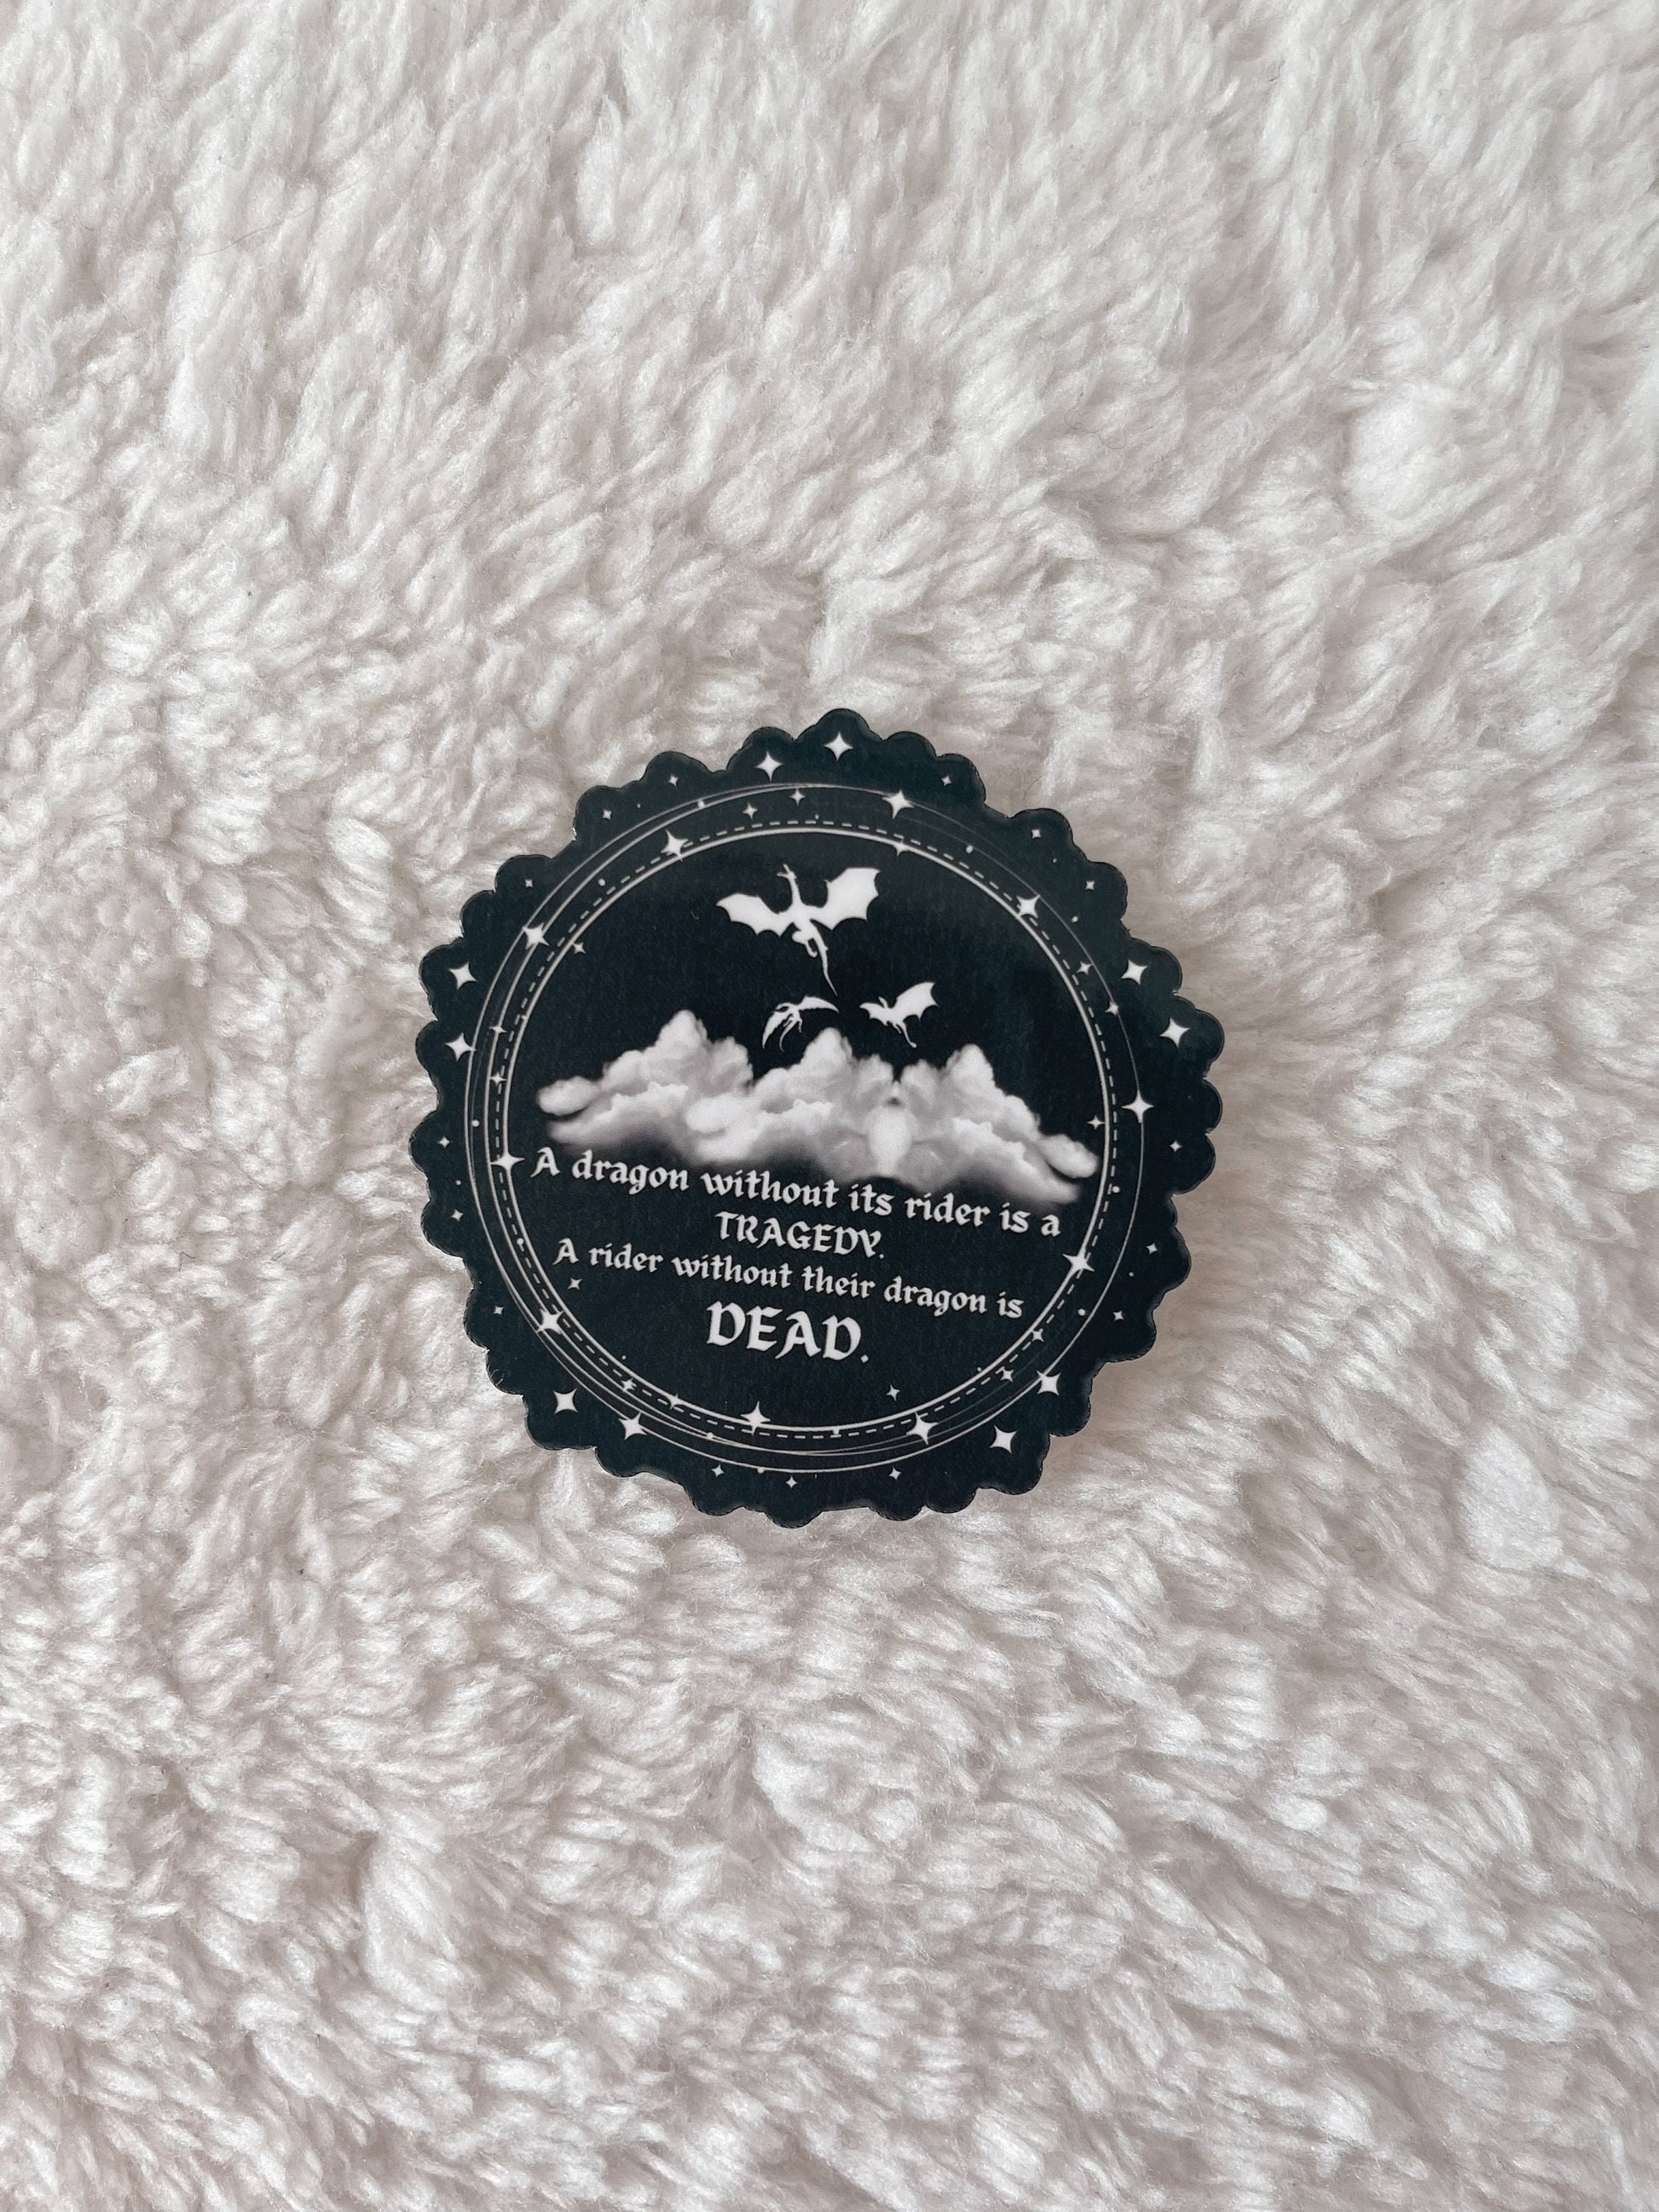 A dragon without its rider is a
TRAGEDY.
A rider without their dragon is
DEAD.